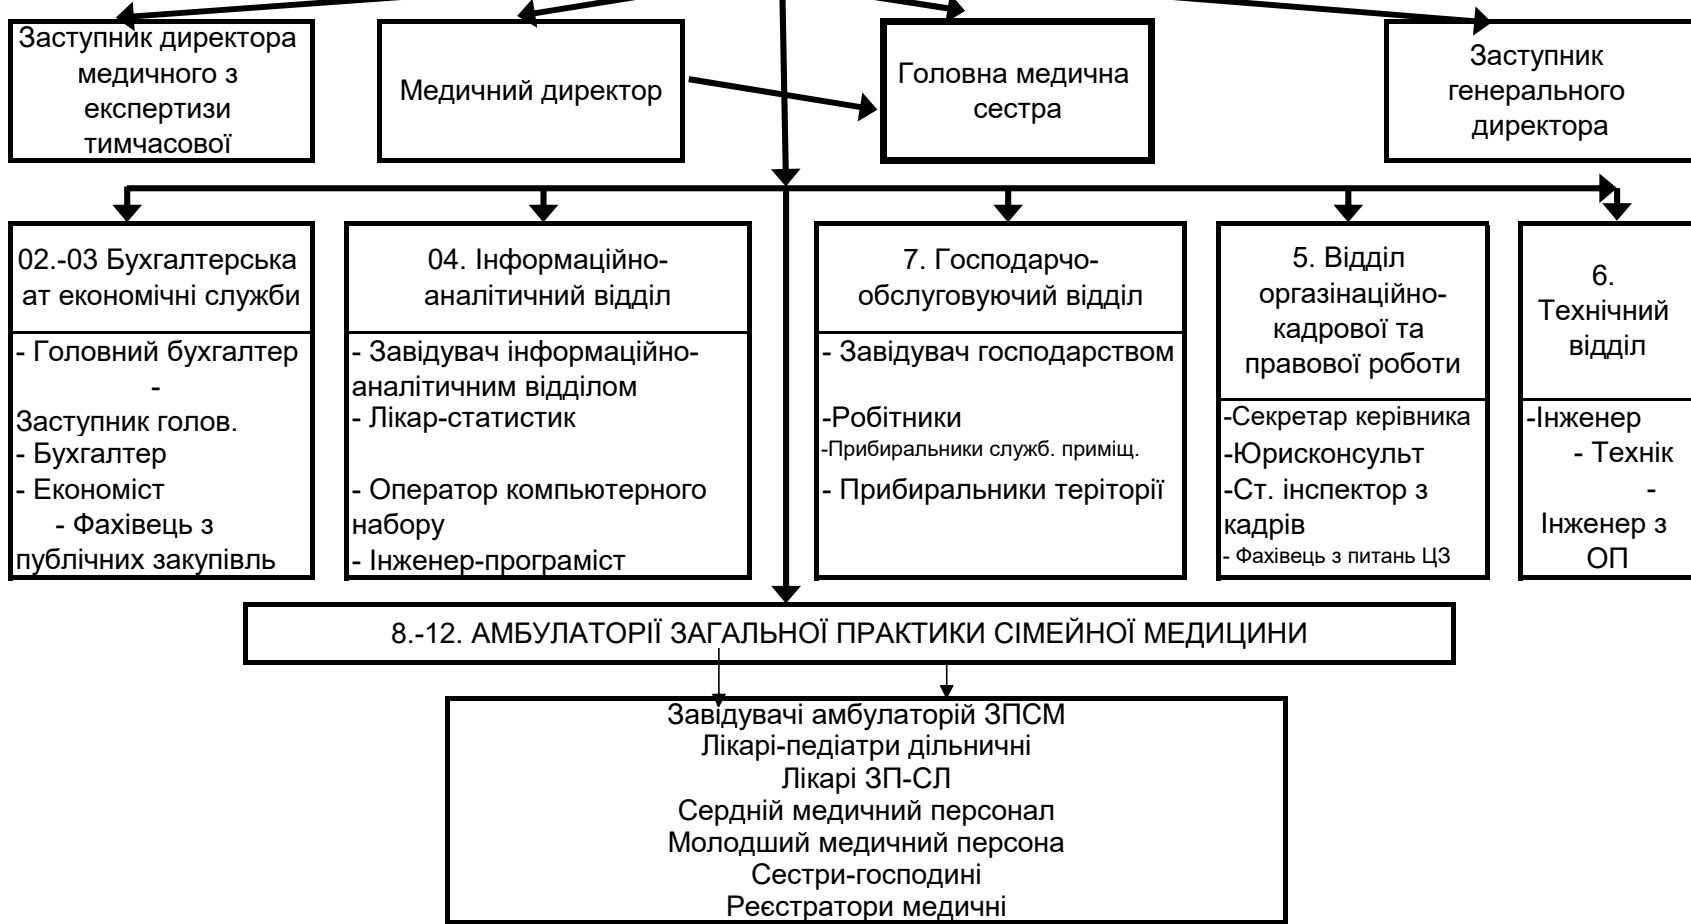 Заступник директора
медичного з
експертизи
тимчасової
Медичний директор
Головна медична
сестра
Заступник
генерального
директора
02.-03 Бухгалтерська
ат економічні служби
- Головний бухгалтер
-
Заступник голов.
- Бухгалтер
- Економіст
- Фахівець з
публічних закупівль
04. Інформаційно-
аналітичний відділ
- Завідувач інформаційно-
аналітичним відділом
- Лікар-статистик
- Оператор компьютерного
набору
- Інженер-програміст
7. Господарчо-
обслуговуючий відділ
- Завідувач господарством
-Робітники
-Прибиральники служб. приміщ.
- Прибиральники теріторії
5. Відділ
оргазінаційно-
кадрової та
правової роботи
-Секретар керівника
-Юрисконсульт
-Ст. інспектор з
кадрів
- Фахівець з питань ЦЗ
6.
Технічний
відділ
-Інженер
- Технік
-
Інженер з
ОП
8.-12. АМБУЛАТОРІЇ ЗАГАЛЬНОЇ ПРАКТИКИ СІМЕЙНОЇ МЕДИЦИНИ
Завідувачі амбулаторій ЗПСМ
Лікарі-педіатри дільничні
Лікарі ЗП-СЛ
Сердній медичний персонал
Молодший медичний персона
Сестри-господині
Реєстратори медичні